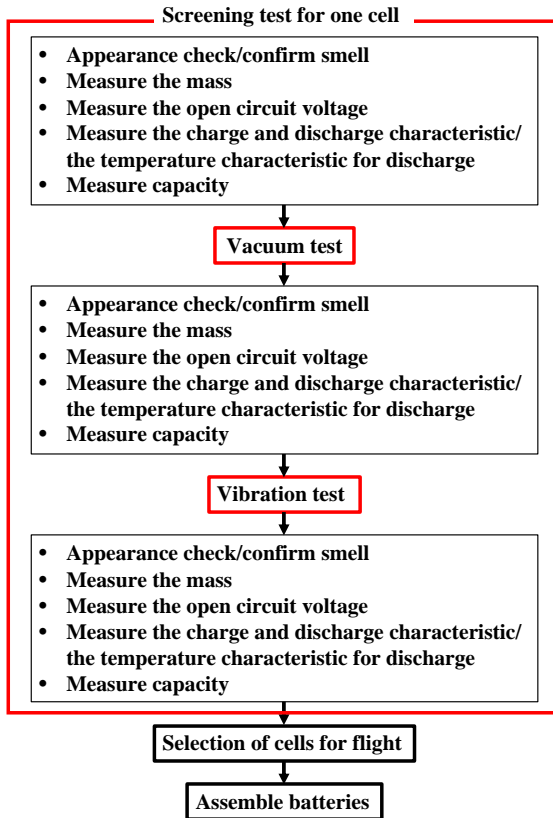 Screening test for one cell
• Appearance check/confirm smell
• Measure the mass
• Measure the open circuit voltage
• Measure the charge and discharge characteristic/
the temperature characteristic for discharge
• Measure capacity
Vacuum test
• Appearance check/confirm smell
• Measure the mass
• Measure the open circuit voltage
• Measure the charge and discharge characteristic/
the temperature characteristic for discharge
• Measure capacity
Vibration test
• Appearance check/confirm smell
• Measure the mass
• Measure the open circuit voltage
• Measure the charge and discharge characteristic/
the temperature characteristic for discharge
• Measure capacity
Selection of cells for flight
Assemble batteries